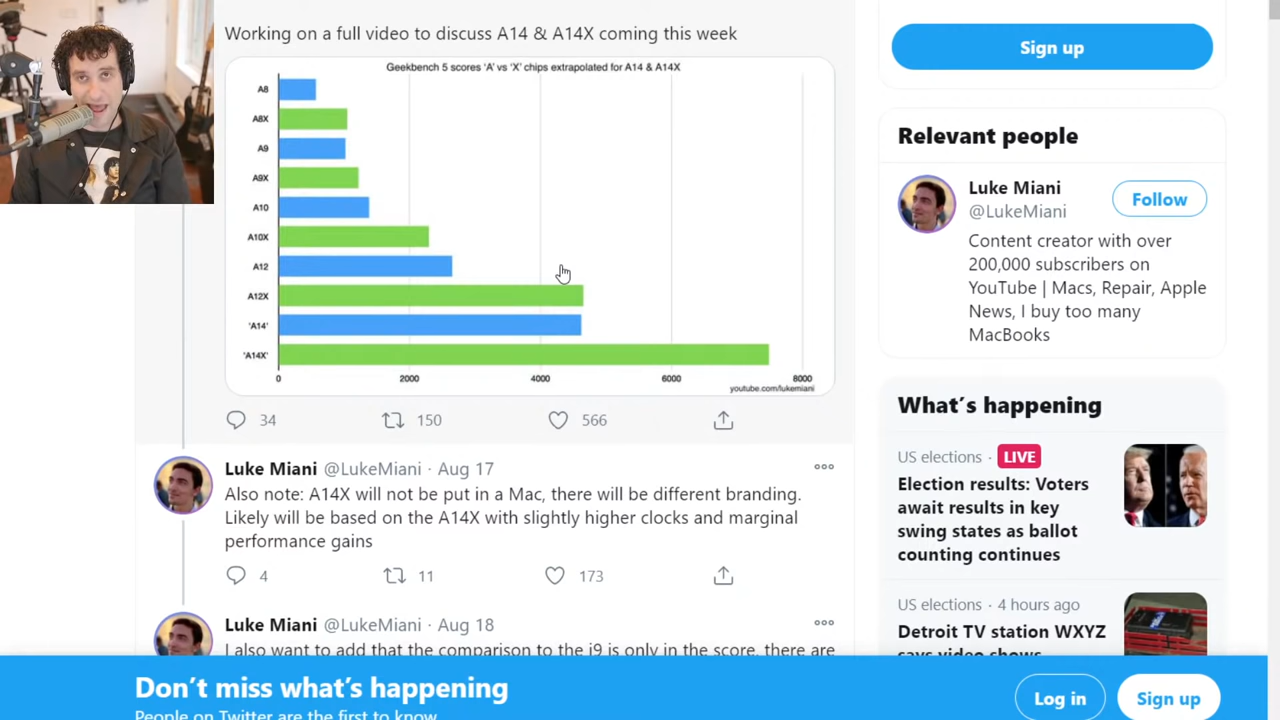 Working on a full video to discuss A14 & A14X coming this week
Geekbench 5 scores 'A' vs 'X' chips extrapolated for A14 & A14X
A8
A8X
A9
A9X
A10
A10X
A12
A12X
'A14'
'A14X'
0
2000
4000
6000
8000
youtube.com/lukemiani
34
150
566
Luke Miani @LukeMiani · Aug 17
Also note: A14X will not be put in a Mac, there will be different branding.
Likely will be based on the A14X with slightly higher clocks and marginal
performance gains
4
11
173
Luke Miani @LukeMiani · Aug 18
I also want to add that the comparison to the i9 is only in the score, there are
Sign up
Relevant people
Luke Miani
@LukeMiani
Follow
Content creator with over
200,000 subscribers on
YouTube | Macs, Repair, Apple
News, I buy too many
MacBooks
What's happening
US elections · LIVE
Election results: Voters
await results in key
swing states as ballot
counting continues
US elections · 4 hours ago
Detroit TV station WXYZ
says video shows
Don't miss what's happening
People on Twitter are the first to know.
Log in
Sign up